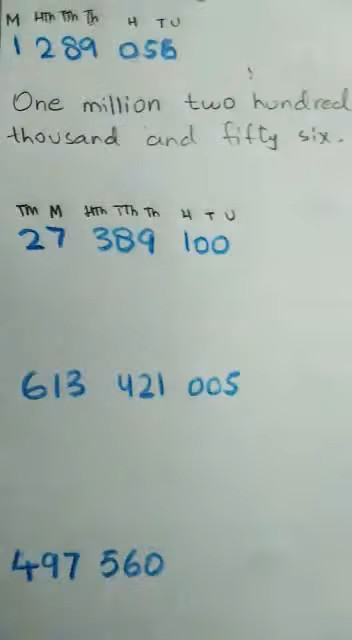 M HTh TTh Th H T U
1 289 056
One million two hundred
thousand and fifty six.
TM M HTh TTh Th H T U
27 389 100
613 421 005
497 560